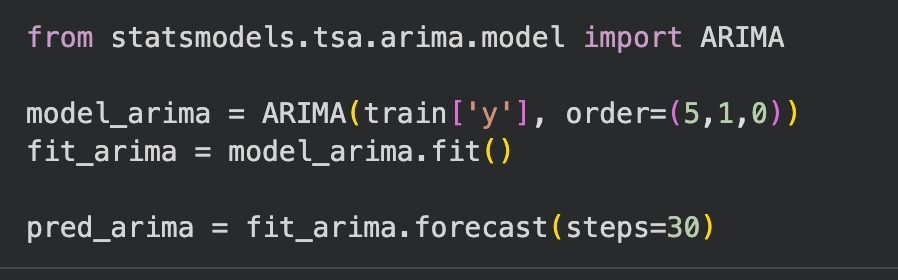 from statsmodels.tsa.arima.model import ARIMA
model_arima = ARIMA(train['y'], order=(5,1,0))
fit_arima = model_arima.fit()
pred_arima = fit_arima.forecast(steps=30)